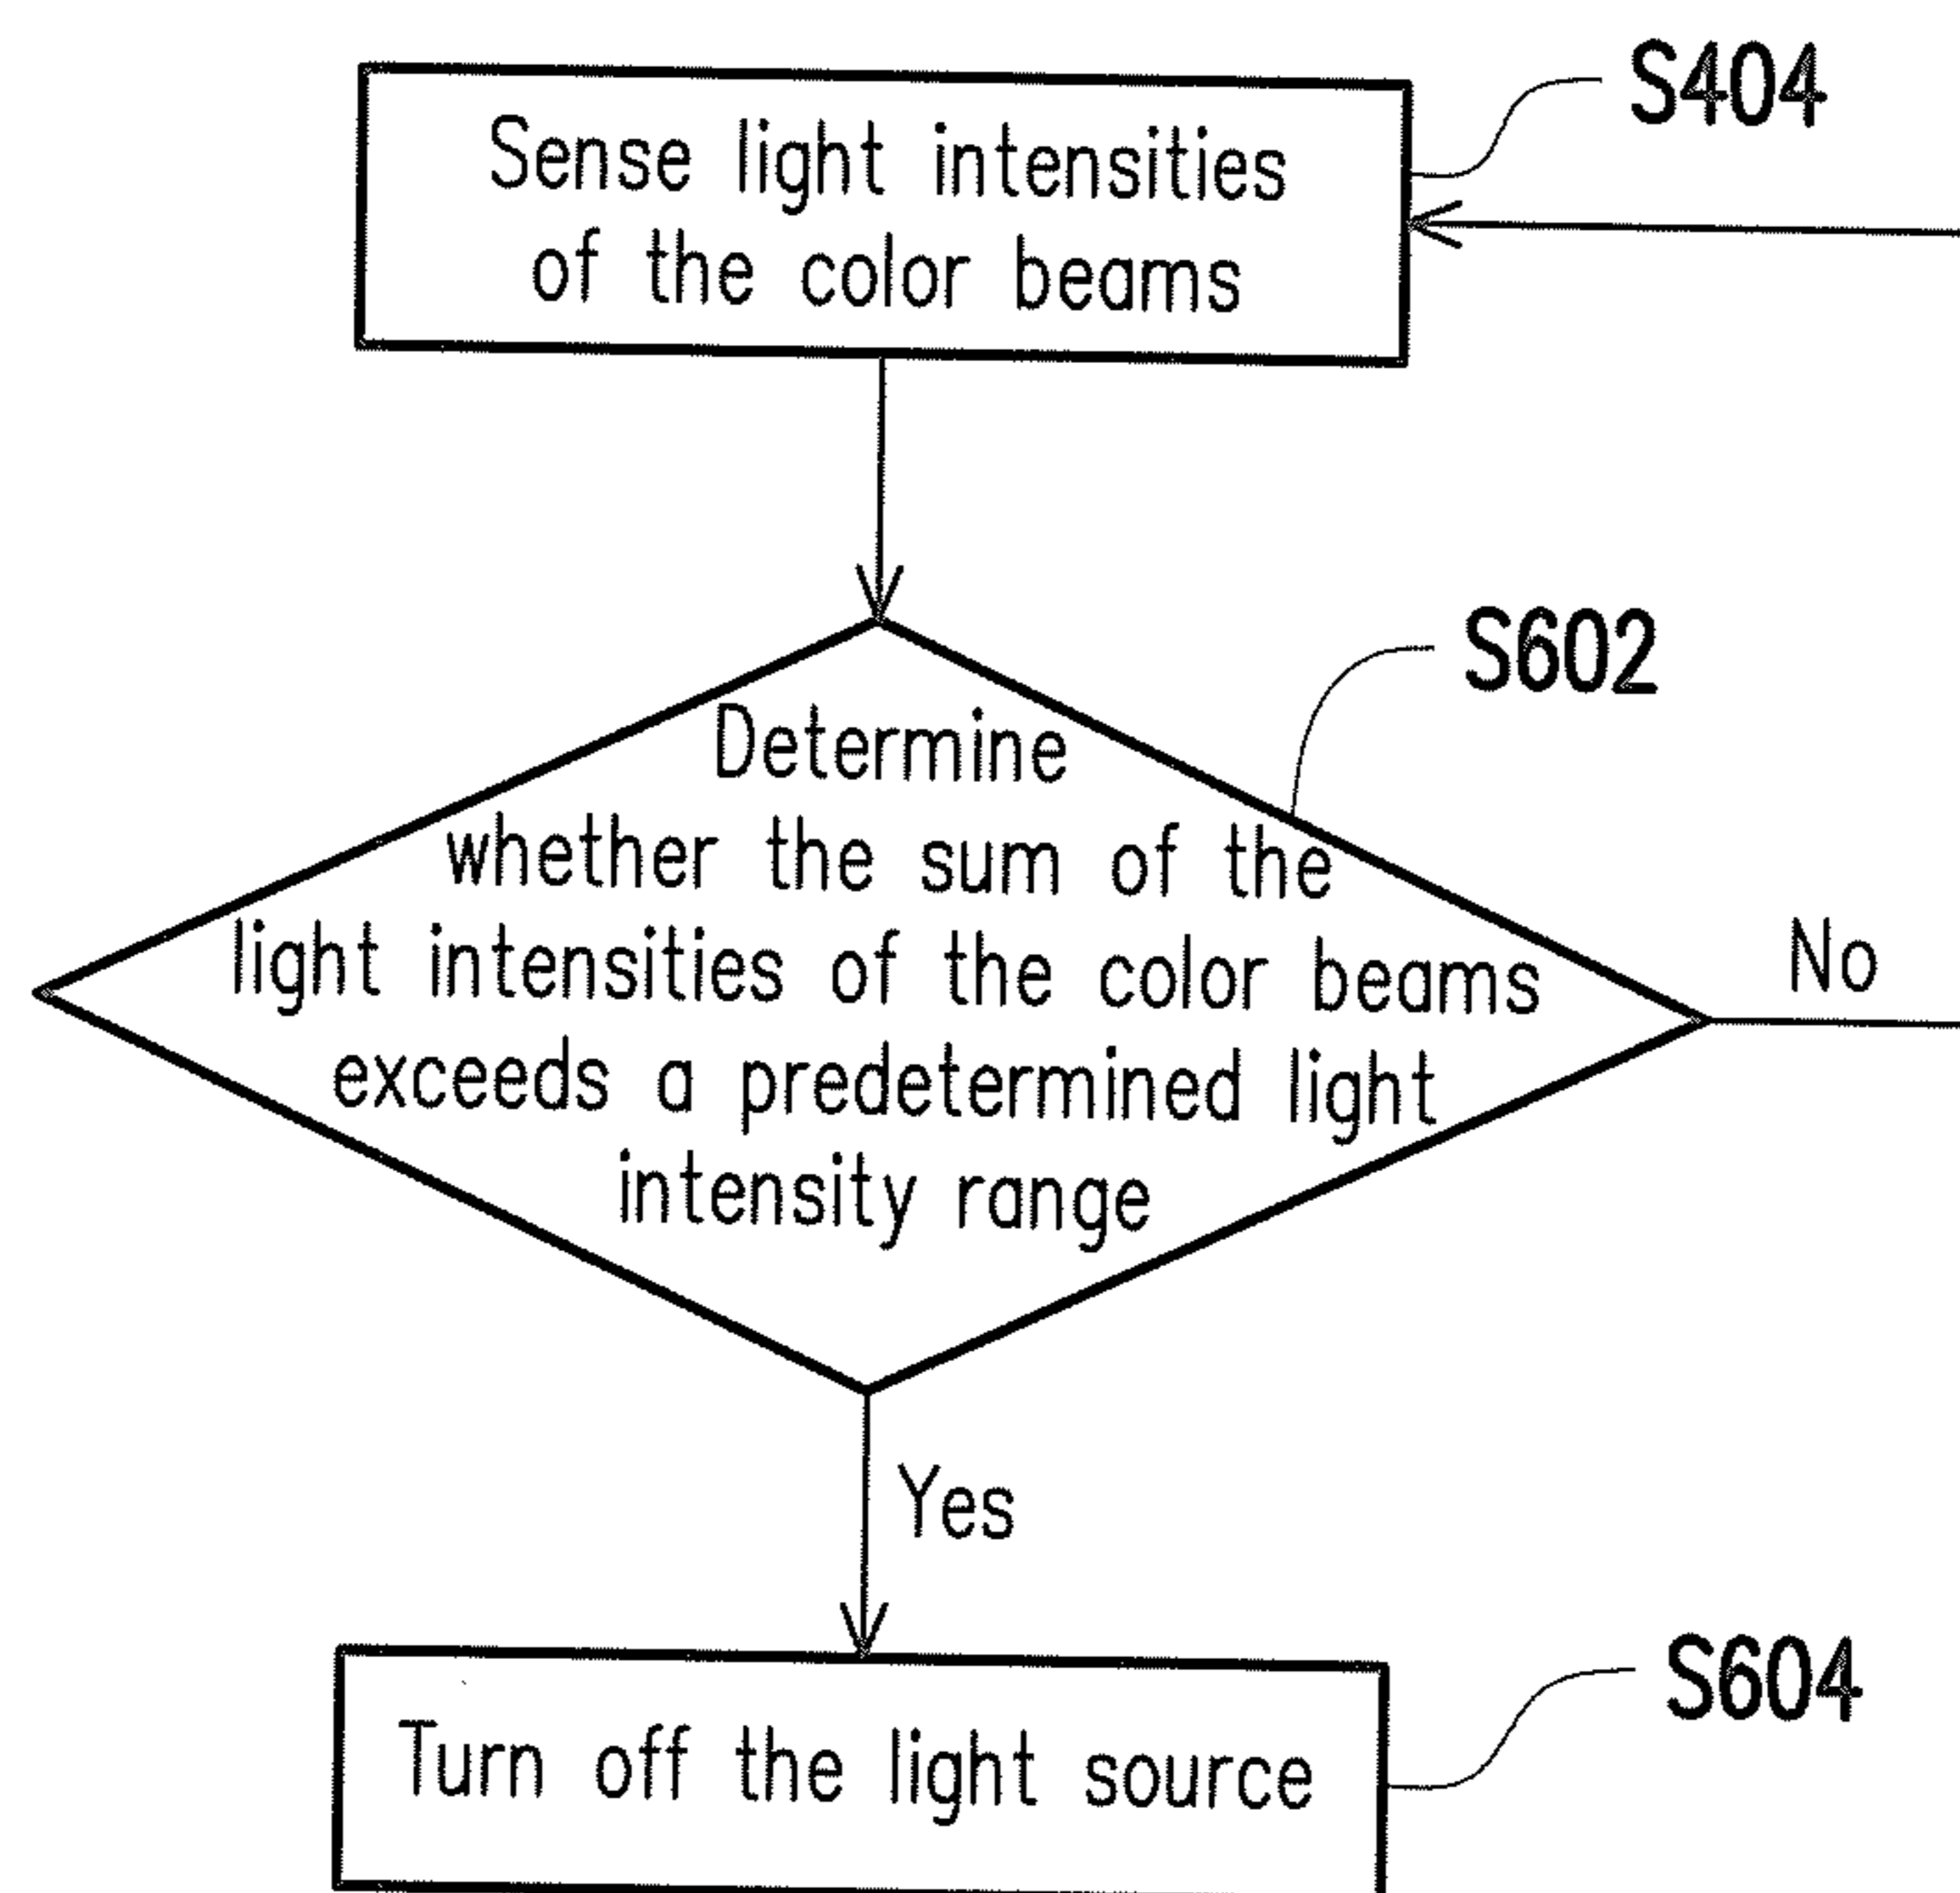 S404
Sense light intensities
of the color beams
S602
Determine
whether the sum of the
light intensities of the color beams
exceeds a predetermined light
intensity range
No
Yes
S604
Turn off the light source